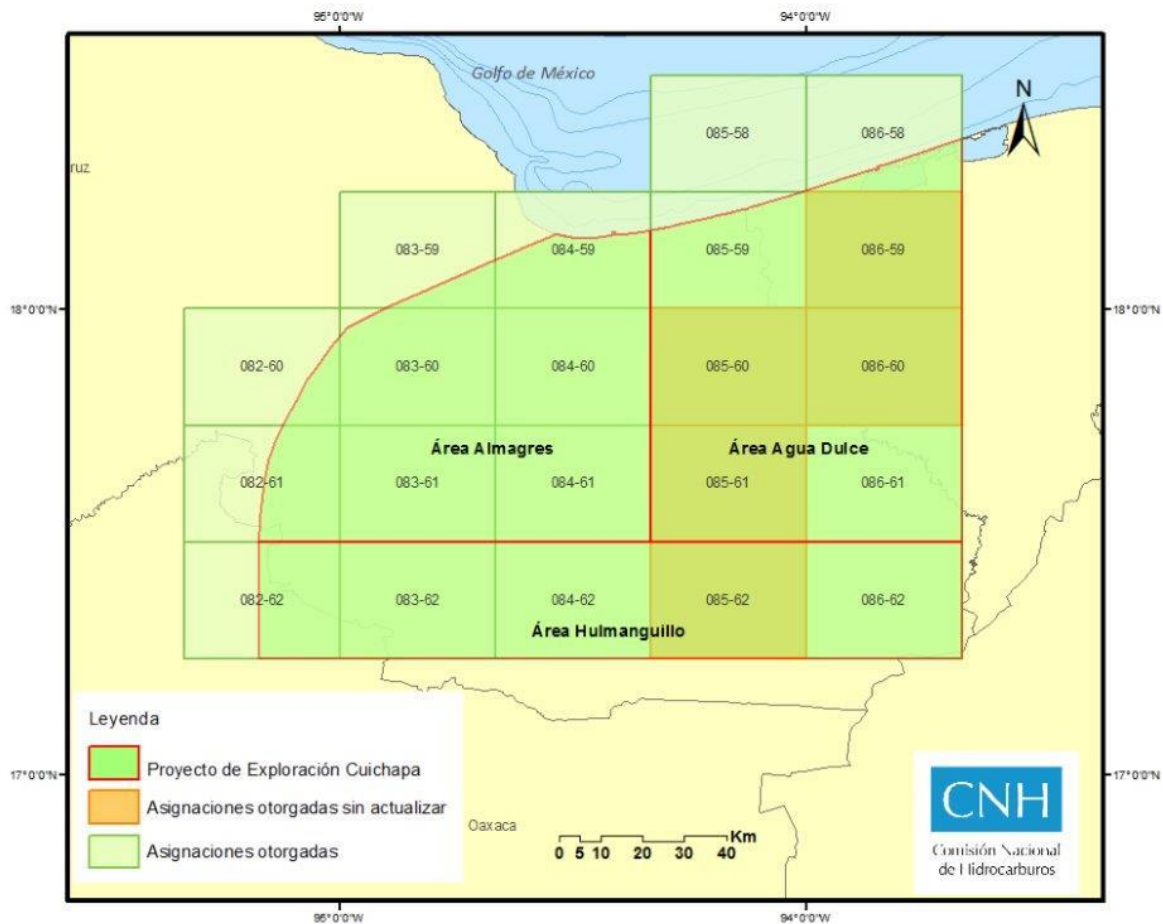 95°0'0"W 94°0'0"W
Golfo de México
N
085-58 086-58
ruz
083-59 084-59 085-59 086-59
18°0'0"N 18°0'0"N
082-60 083-60 084-60 085-60 086-60
Área Almagres Área Agua Dulce
082-61 083-61 084-61 085-61 086-61
082-62 083-62 084-62 085-62 086-62
Área Huimanguillo
Leyenda
Proyecto de Exploración Cuichapa
Asignaciones otorgadas sin actualizar
Asignaciones otorgadas
17°0'0"N 17°0'0"N
Oaxaca
Km
0 5 10 20 30 40
CNH
Comisión Nacional
de Hidrocarburos
95°0'0"W 94°0'0"W